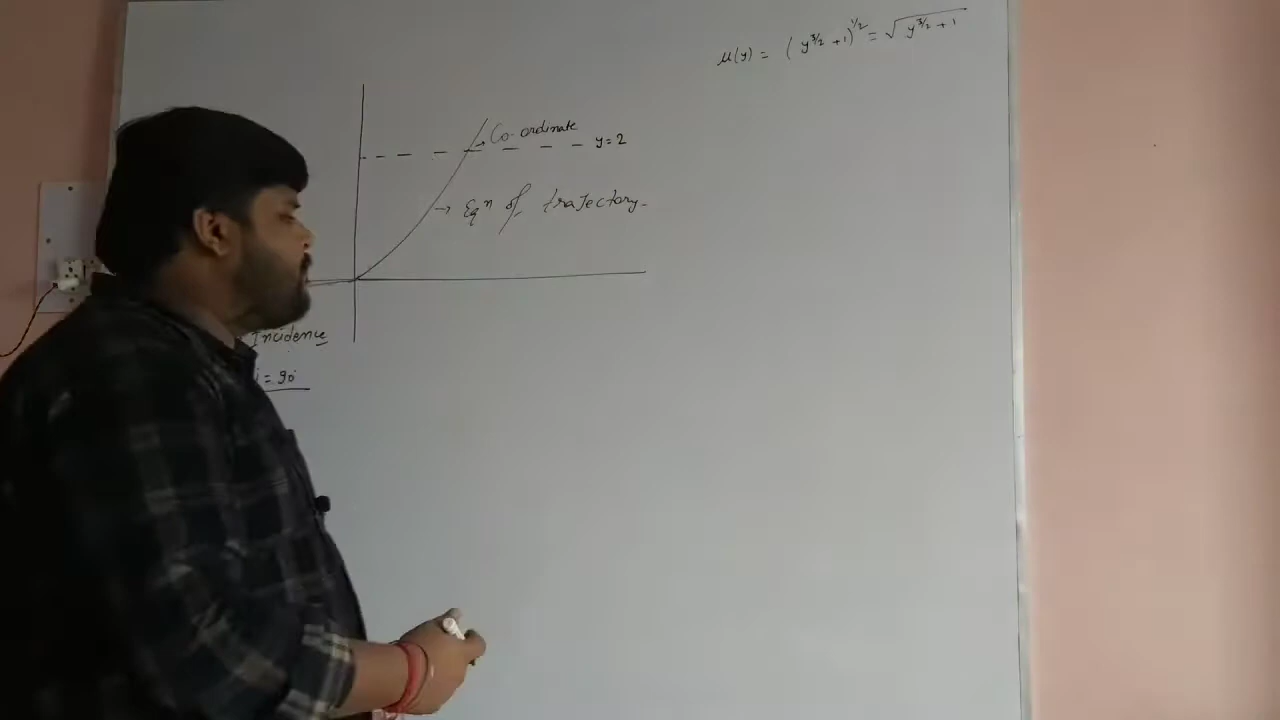 μ(y) = (y^{3/2} + 1)^{1/2} = √(y^{3/2} + 1)
Co-ordinate
y = 2
Eqⁿ of trajectory
Incidence
i = 90°